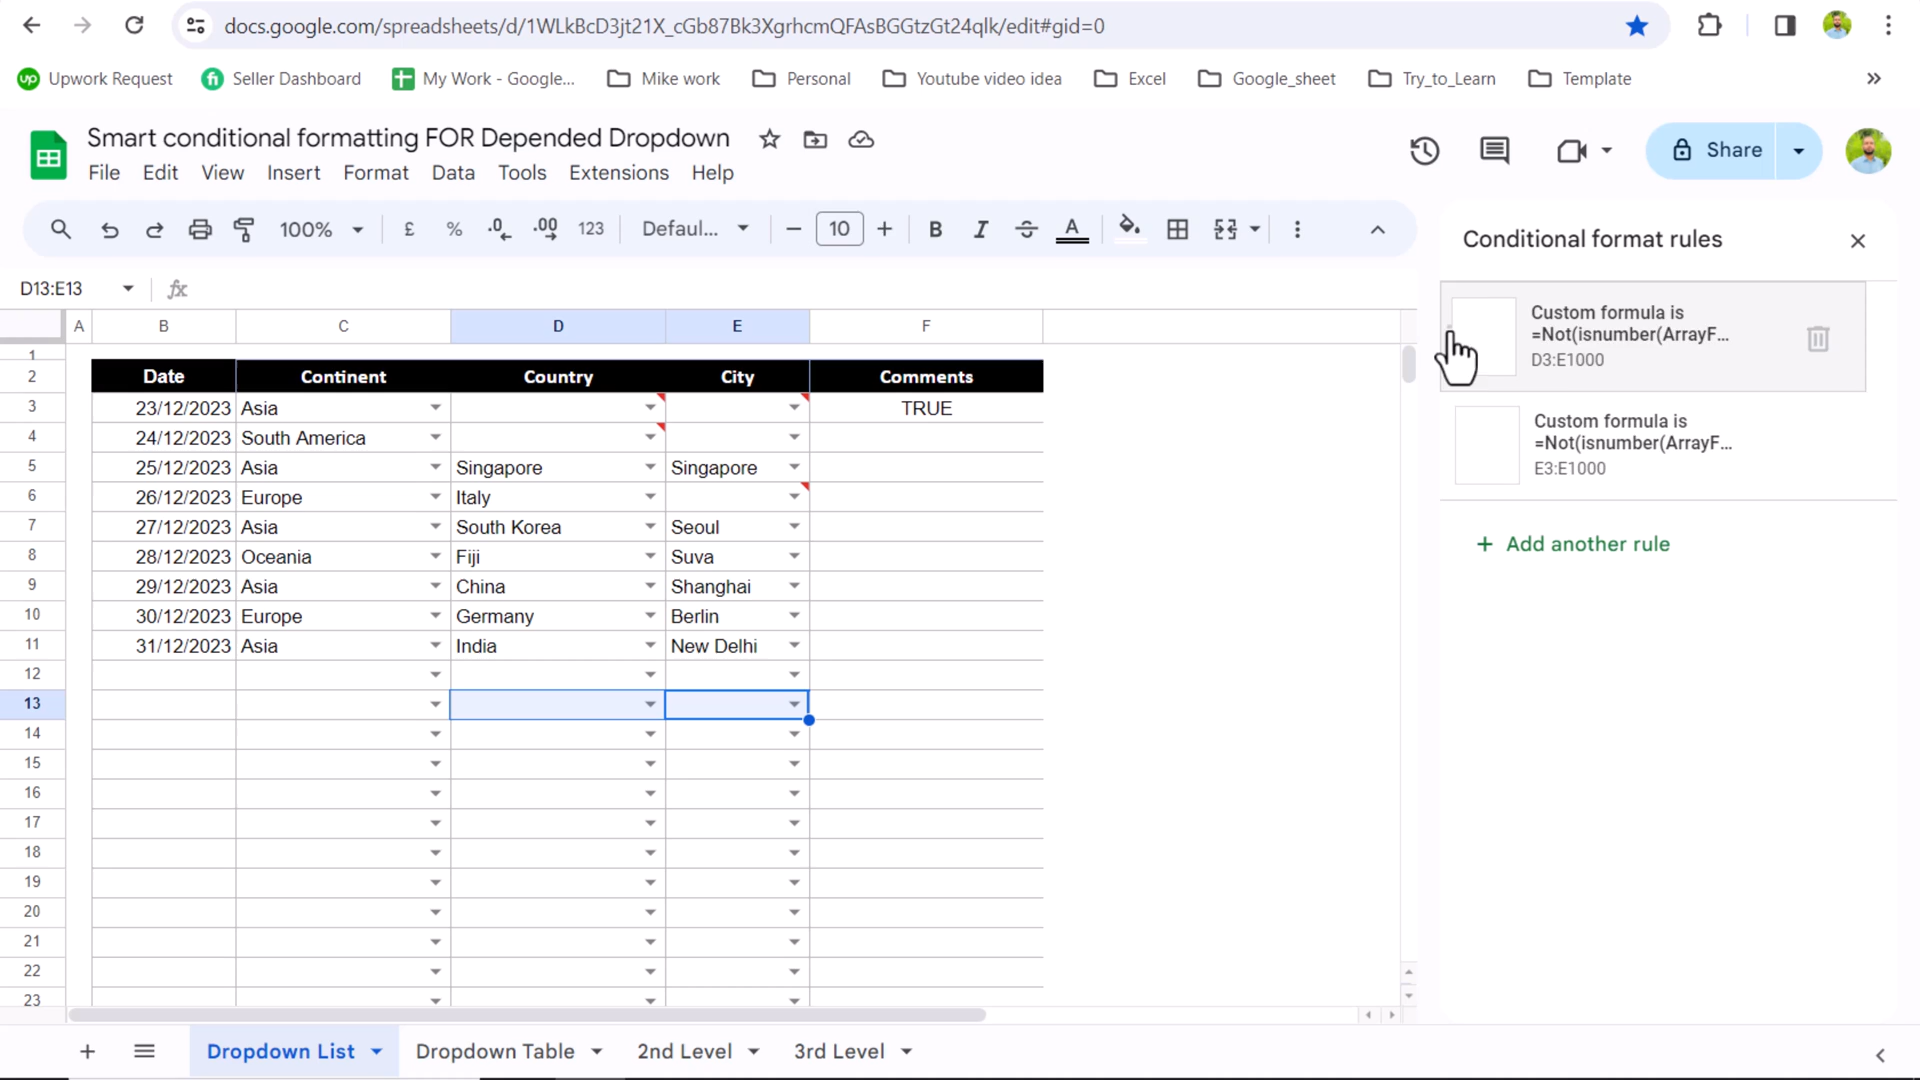 docs.google.com/spreadsheets/d/1WLkBcD3jt21X_cGb87Bk3XgrhcmQFAsBGGtzGt24qlk/edit#gid=0
up Upwork Request
fi Seller Dashboard
My Work - Google...
Mike work
Personal
Youtube video idea
Excel
Google_sheet
Try_to_Learn
Template
Smart conditional formatting FOR Depended Dropdown
File Edit View Insert Format Data Tools Extensions Help
Share
100% £ % .0 .00 123 Defaul... 10 B I S A
D13:E13 fx
Conditional format rules
Custom formula is
=Not(isnumber(ArrayF...
D3:E1000
Custom formula is
=Not(isnumber(ArrayF...
E3:E1000
+ Add another rule
A B C D E F
1
2 Date Continent Country City Comments
3 23/12/2023 Asia TRUE
4 24/12/2023 South America
5 25/12/2023 Asia Singapore Singapore
6 26/12/2023 Europe Italy
7 27/12/2023 Asia South Korea Seoul
8 28/12/2023 Oceania Fiji Suva
9 29/12/2023 Asia China Shanghai
10 30/12/2023 Europe Germany Berlin
11 31/12/2023 Asia India New Delhi
12
13
14
15
16
17
18
19
20
21
22
23
Dropdown List Dropdown Table 2nd Level 3rd Level